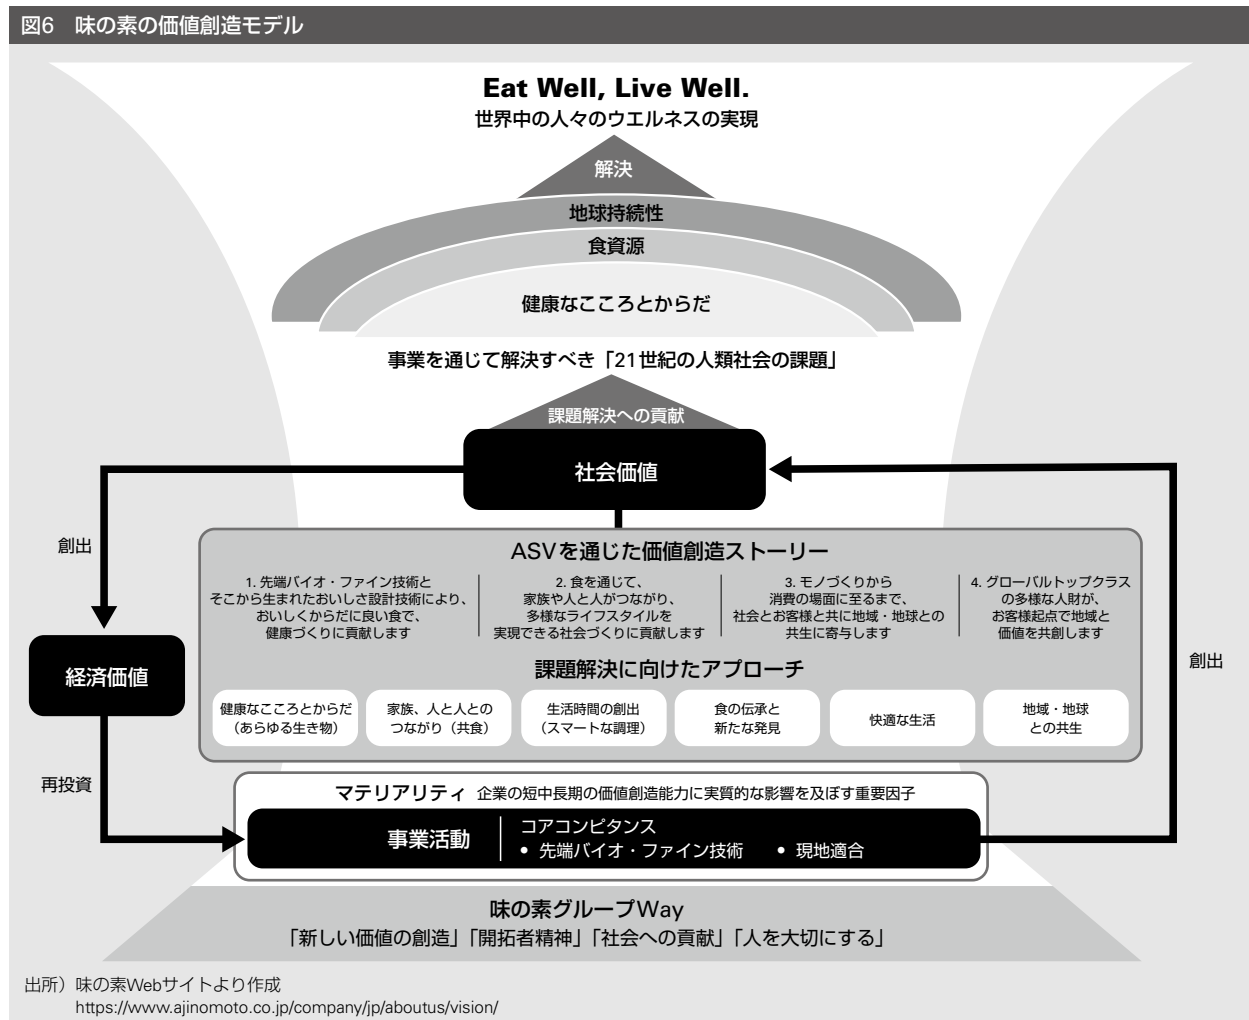 図6　味の素の価値創造モデル
Eat Well, Live Well.
世界中の人々のウエルネスの実現
解決
地球持続性
食資源
健康なこころとからだ
事業を通じて解決すべき「21世紀の人類社会の課題」
課題解決への貢献
社会価値
創出
ASVを通じた価値創造ストーリー
1. 先端バイオ・ファイン技術と
そこから生まれたおいしさ設計技術により、
おいしくからだに良い食で、
健康づくりに貢献します
2. 食を通じて、
家族や人と人がつながり、
多様なライフスタイルを
実現できる社会づくりに貢献します
3. モノづくりから
消費の場面に至るまで、
社会とお客様と共に地域・地球との
共生に寄与します
4. グローバルトップクラス
の多様な人財が、
お客様起点で地域と
価値を共創します
経済価値
創出
課題解決に向けたアプローチ
健康なこころとからだ
（あらゆる生き物）
家族、人と人との
つながり（共食）
生活時間の創出
（スマートな調理）
食の伝承と
新たな発見
快適な生活
地域・地球
との共生
再投資
マテリアリティ 企業の短中長期の価値創造能力に実質的な影響を及ぼす重要因子
事業活動
コアコンピタンス
• 先端バイオ・ファイン技術　• 現地適合
味の素グループWay
「新しい価値の創造」「開拓者精神」「社会への貢献」「人を大切にする」
出所）味の素Webサイトより作成
https://www.ajinomoto.co.jp/company/jp/aboutus/vision/